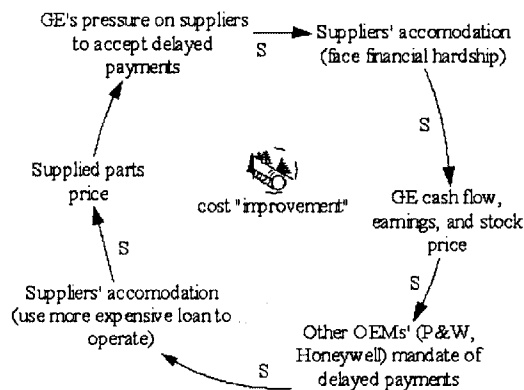 GE's pressure on suppliers
to accept delayed
payments
S
Suppliers' accomodation
(face financial hardship)
S
GE cash flow,
earnings, and stock
price
S
Other OEMs' (P&W,
Honeywell) mandate of
delayed payments
S
Suppliers' accomodation
(use more expensive loan to
operate)
S
Supplied parts
price
cost "improvement"